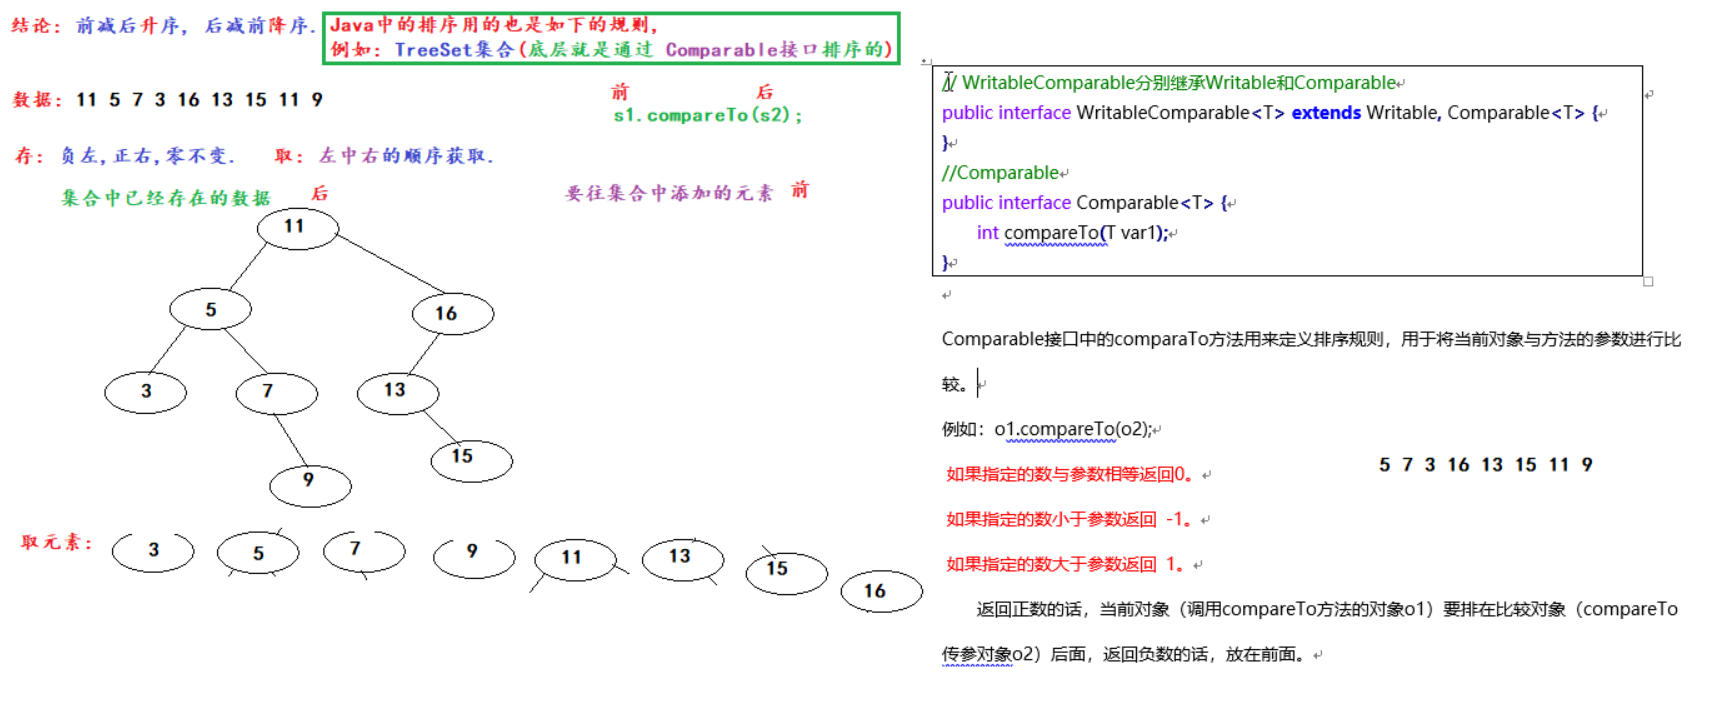 结论: 前减后升序, 后减前降序.
Java中的排序用的也是如下的规则,
例如: TreeSet集合(底层就是通过 Comparable接口排序的)
数据: 11 5 7 3 16 13 15 11 9
前 后
s1.compareTo(s2);
存: 负左,正右,零不变. 取: 左中右的顺序获取.
集合中已经存在的数据 后
要往集合中添加的元素 前
11
5
16
3
7
13
9
15
取元素:
3 5 7 9 11 13 15 16
// WritableComparable分别继承Writable和Comparable
public interface WritableComparable<T> extends Writable, Comparable<T> {
}
//Comparable
public interface Comparable<T> {
int compareTo(T var1);
}
Comparable接口中的comparaTo方法用来定义排序规则，用于将当前对象与方法的参数进行比
较。
例如：o1.compareTo(o2);
如果指定的数与参数相等返回0。
5 7 3 16 13 15 11 9
如果指定的数小于参数返回 -1。
如果指定的数大于参数返回 1。
返回正数的话，当前对象（调用compareTo方法的对象o1）要排在比较对象（compareTo
传参对象o2）后面，返回负数的话，放在前面。